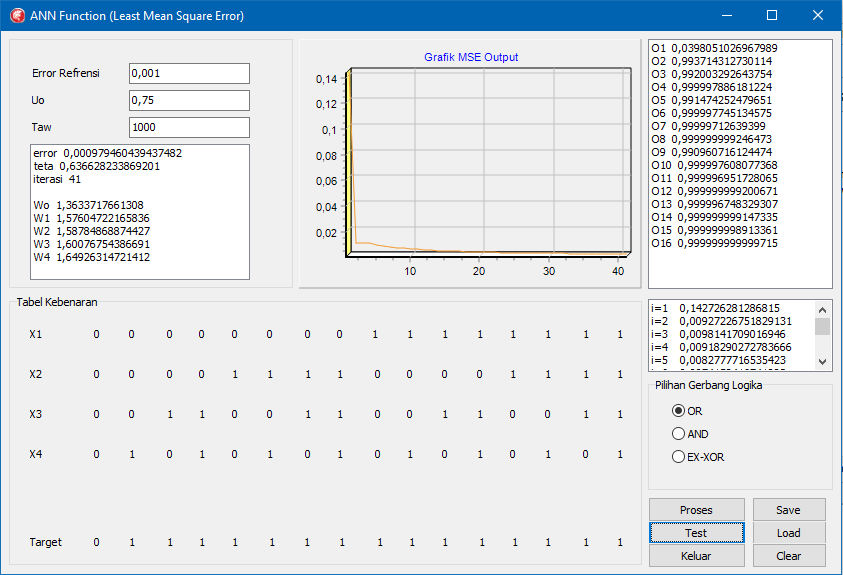 ANN Function (Least Mean Square Error)
Error Refrensi 0,001
Uo 0,75
Taw 1000
error 0,000979460439437482
teta 0,636628233869201
iterasi 41
Wo 1,3633717661308
W1 1,57604722165836
W2 1,58784868874427
W3 1,60076754386691
W4 1,64926314721412
Grafik MSE Output
0,14
0,12
0,1
0,08
0,06
0,04
0,02
10 20 30 40
O1 0,0398051026967989
O2 0,993714312730114
O3 0,992003292643754
O4 0,999997886181224
O5 0,991474252479651
O6 0,999997745134575
O7 0,99999712639399
O8 0,999999999246473
O9 0,990960716124474
O10 0,999997608077368
O11 0,999996951728065
O12 0,999999999200671
O13 0,999996748329307
O14 0,999999999147335
O15 0,999999998913361
O16 0,999999999999715
i=1 0,142726281286815
i=2 0,00927226751829131
i=3 0,0098141709016946
i=4 0,00918290272783666
i=5 0,0082777716535423
Tabel Kebenaran
X1 0 0 0 0 0 0 0 0 1 1 1 1 1 1 1 1
X2 0 0 0 0 1 1 1 1 0 0 0 0 1 1 1 1
X3 0 0 1 1 0 0 1 1 0 0 1 1 0 0 1 1
X4 0 1 0 1 0 1 0 1 0 1 0 1 0 1 0 1
Target 0 1 1 1 1 1 1 1 1 1 1 1 1 1 1 1
Pilihan Gerbang Logika
OR
AND
EX-XOR
Proses Save
Test Load
Keluar Clear